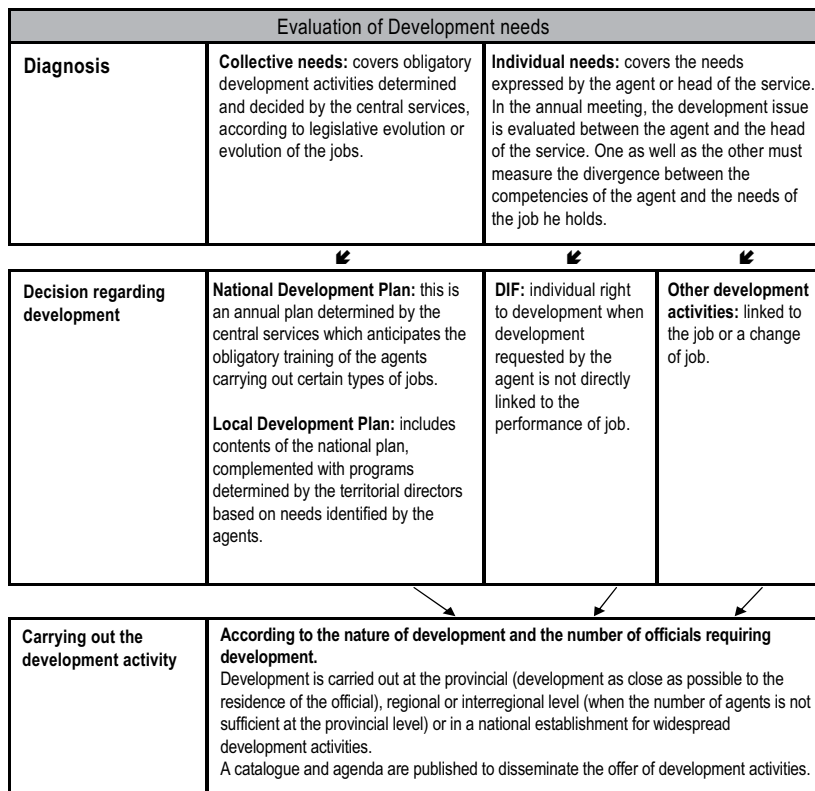 Evaluation of Development needs
Diagnosis
Collective needs: covers obligatory
development activities determined
and decided by the central services,
according to legislative evolution or
evolution of the jobs.
Individual needs: covers the needs
expressed by the agent or head of the service.
In the annual meeting, the development issue
is evaluated between the agent and the head
of the service. One as well as the other must
measure the divergence between the
competencies of the agent and the needs of
the job he holds.
Decision regarding
development
National Development Plan: this is
an annual plan determined by the
central services which anticipates the
obligatory training of the agents
carrying out certain types of jobs.
Local Development Plan: includes
contents of the national plan,
complemented with programs
determined by the territorial directors
based on needs identified by the
agents.
DIF: individual right
to development when
development
requested by the
agent is not directly
linked to the
performance of job.
Other development
activities: linked to
the job or a change
of job.
Carrying out the
development activity
According to the nature of development and the number of officials requiring
development.
Development is carried out at the provincial (development as close as possible to the
residence of the official), regional or interregional level (when the number of agents is not
sufficient at the provincial level) or in a national establishment for widespread
development activities.
A catalogue and agenda are published to disseminate the offer of development activities.